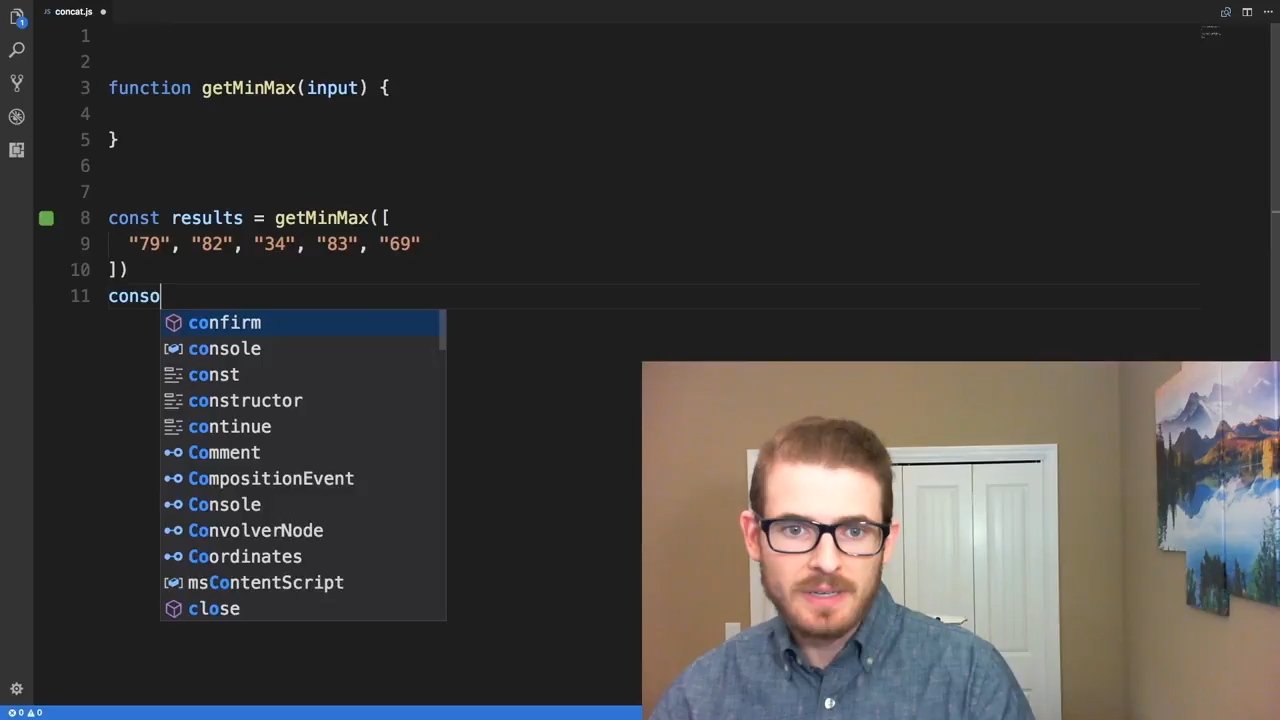 1
JS concat.js
1
2
3 function getMinMax(input) {
4
5 }
6
7
8 const results = getMinMax([
9 "79", "82", "34", "83", "69"
10 ])
11 conso
confirm
console
const
constructor
continue
Comment
CompositionEvent
Console
ConvolverNode
Coordinates
msContentScript
close
0 0